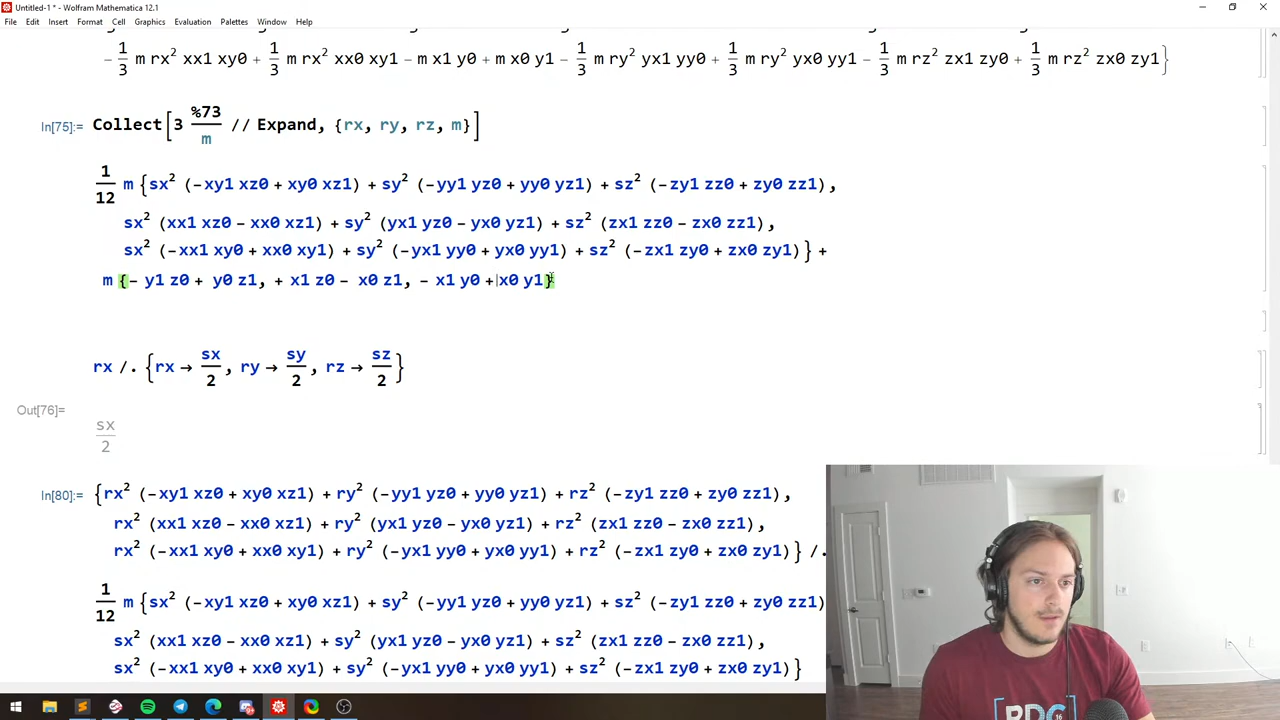 Untitled-1 * - Wolfram Mathematica 12.1
File Edit Insert Format Cell Graphics Evaluation Palettes Window Help
- 1/3 m rx² xx1 xy0 + 1/3 m rx² xx0 xy1 - m x1 y0 + m x0 y1 - 1/3 m ry² yx1 yy0 + 1/3 m ry² yx0 yy1 - 1/3 m rz² zx1 zy0 + 1/3 m rz² zx0 zy1}
In[75]:= Collect[3 %73/m // Expand, {rx, ry, rz, m}]
1/12 m {sx² (-xy1 xz0 + xy0 xz1) + sy² (-yy1 yz0 + yy0 yz1) + sz² (-zy1 zz0 + zy0 zz1),
sx² (xx1 xz0 - xx0 xz1) + sy² (yx1 yz0 - yx0 yz1) + sz² (zx1 zz0 - zx0 zz1),
sx² (-xx1 xy0 + xx0 xy1) + sy² (-yx1 yy0 + yx0 yy1) + sz² (-zx1 zy0 + zx0 zy1)} +
m {- y1 z0 + y0 z1, + x1 z0 - x0 z1, - x1 y0 + x0 y1}
rx /. {rx → sx/2, ry → sy/2, rz → sz/2}
Out[76]=
sx/2
In[80]:= {rx² (-xy1 xz0 + xy0 xz1) + ry² (-yy1 yz0 + yy0 yz1) + rz² (-zy1 zz0 + zy0 zz1),
rx² (xx1 xz0 - xx0 xz1) + ry² (yx1 yz0 - yx0 yz1) + rz² (zx1 zz0 - zx0 zz1),
rx² (-xx1 xy0 + xx0 xy1) + ry² (-yx1 yy0 + yx0 yy1) + rz² (-zx1 zy0 + zx0 zy1)} /.
1/12 m {sx² (-xy1 xz0 + xy0 xz1) + sy² (-yy1 yz0 + yy0 yz1) + sz² (-zy1 zz0 + zy0 zz1)
sx² (xx1 xz0 - xx0 xz1) + sy² (yx1 yz0 - yx0 yz1) + sz² (zx1 zz0 - zx0 zz1),
sx² (-xx1 xy0 + xx0 xy1) + sy² (-yx1 yy0 + yx0 yy1) + sz² (-zx1 zy0 + zx0 zy1)}